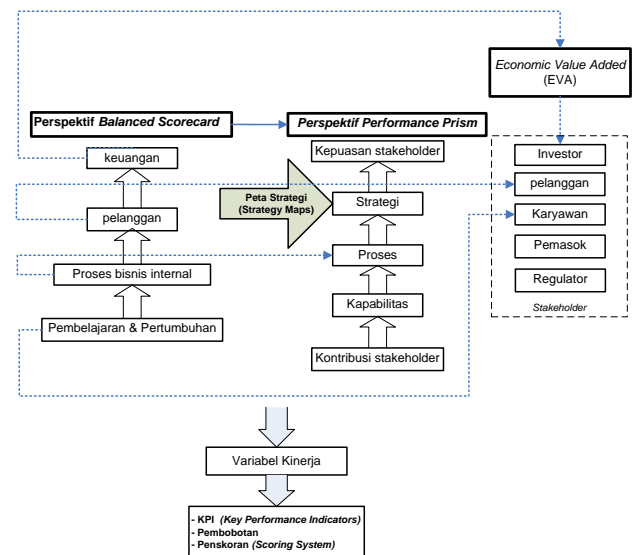 Economic Value Added
(EVA)
Perspektif Balanced Scorecard
Perspektif Performance Prism
keuangan
pelanggan
Proses bisnis internal
Pembelajaran & Pertumbuhan
Peta Strategi
(Strategy Maps)
Kepuasan stakeholder
Strategi
Proses
Kapabilitas
Kontribusi stakeholder
Investor
pelanggan
Karyawan
Pemasok
Regulator
Stakeholder
Variabel Kinerja
- KPI (Key Performance Indicators)
- Pembobotan
- Penskoran (Scoring System)